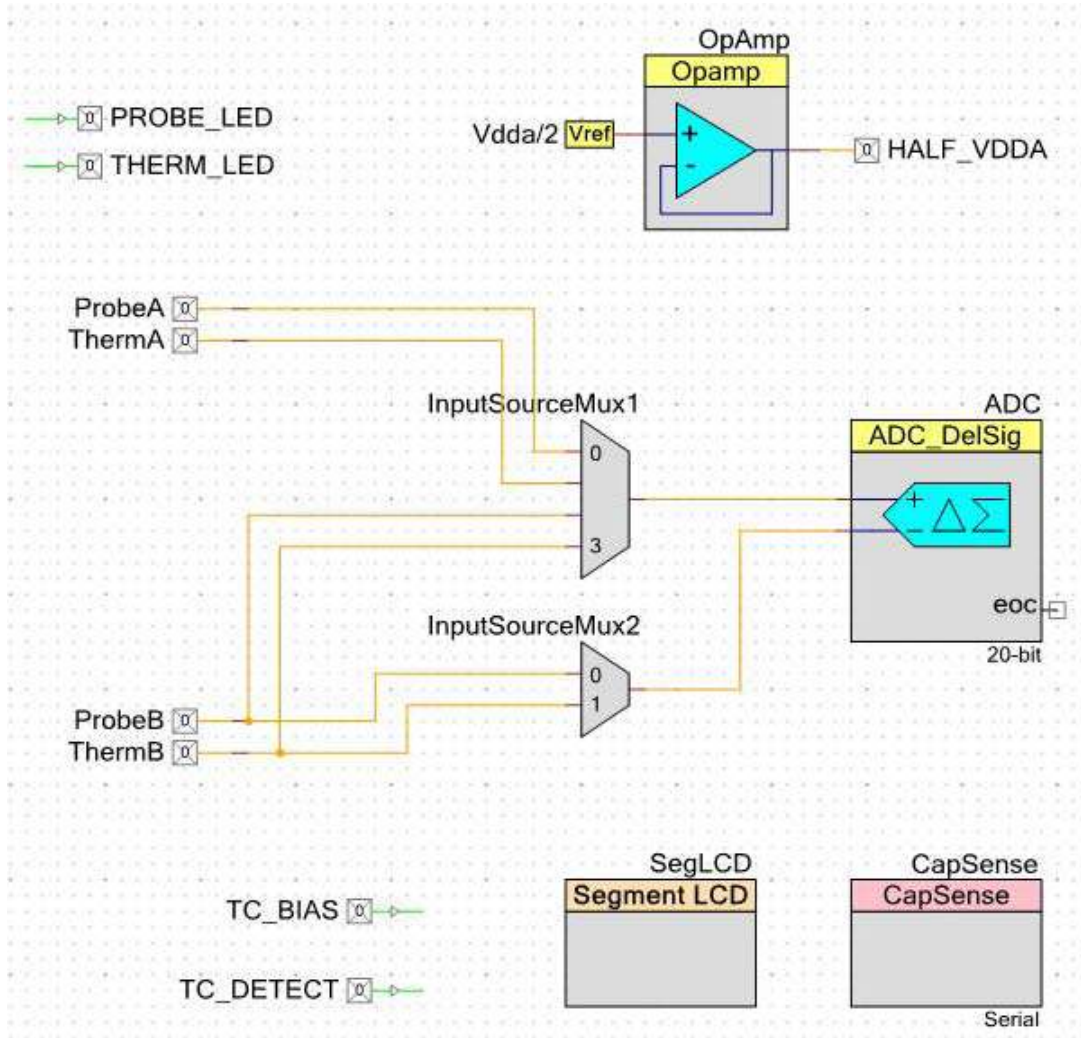 OpAmp
Opamp
PROBE_LED
Vdda/2 Vref
+
-
HALF_VDDA
THERM_LED
ProbeA
ThermA
InputSourceMux1
0
3
ADC
ADC_DelSig
+
-
ΔΣ
eoc
20-bit
InputSourceMux2
0
1
ProbeB
ThermB
SegLCD
Segment LCD
CapSense
CapSense
Serial
TC_BIAS
TC_DETECT